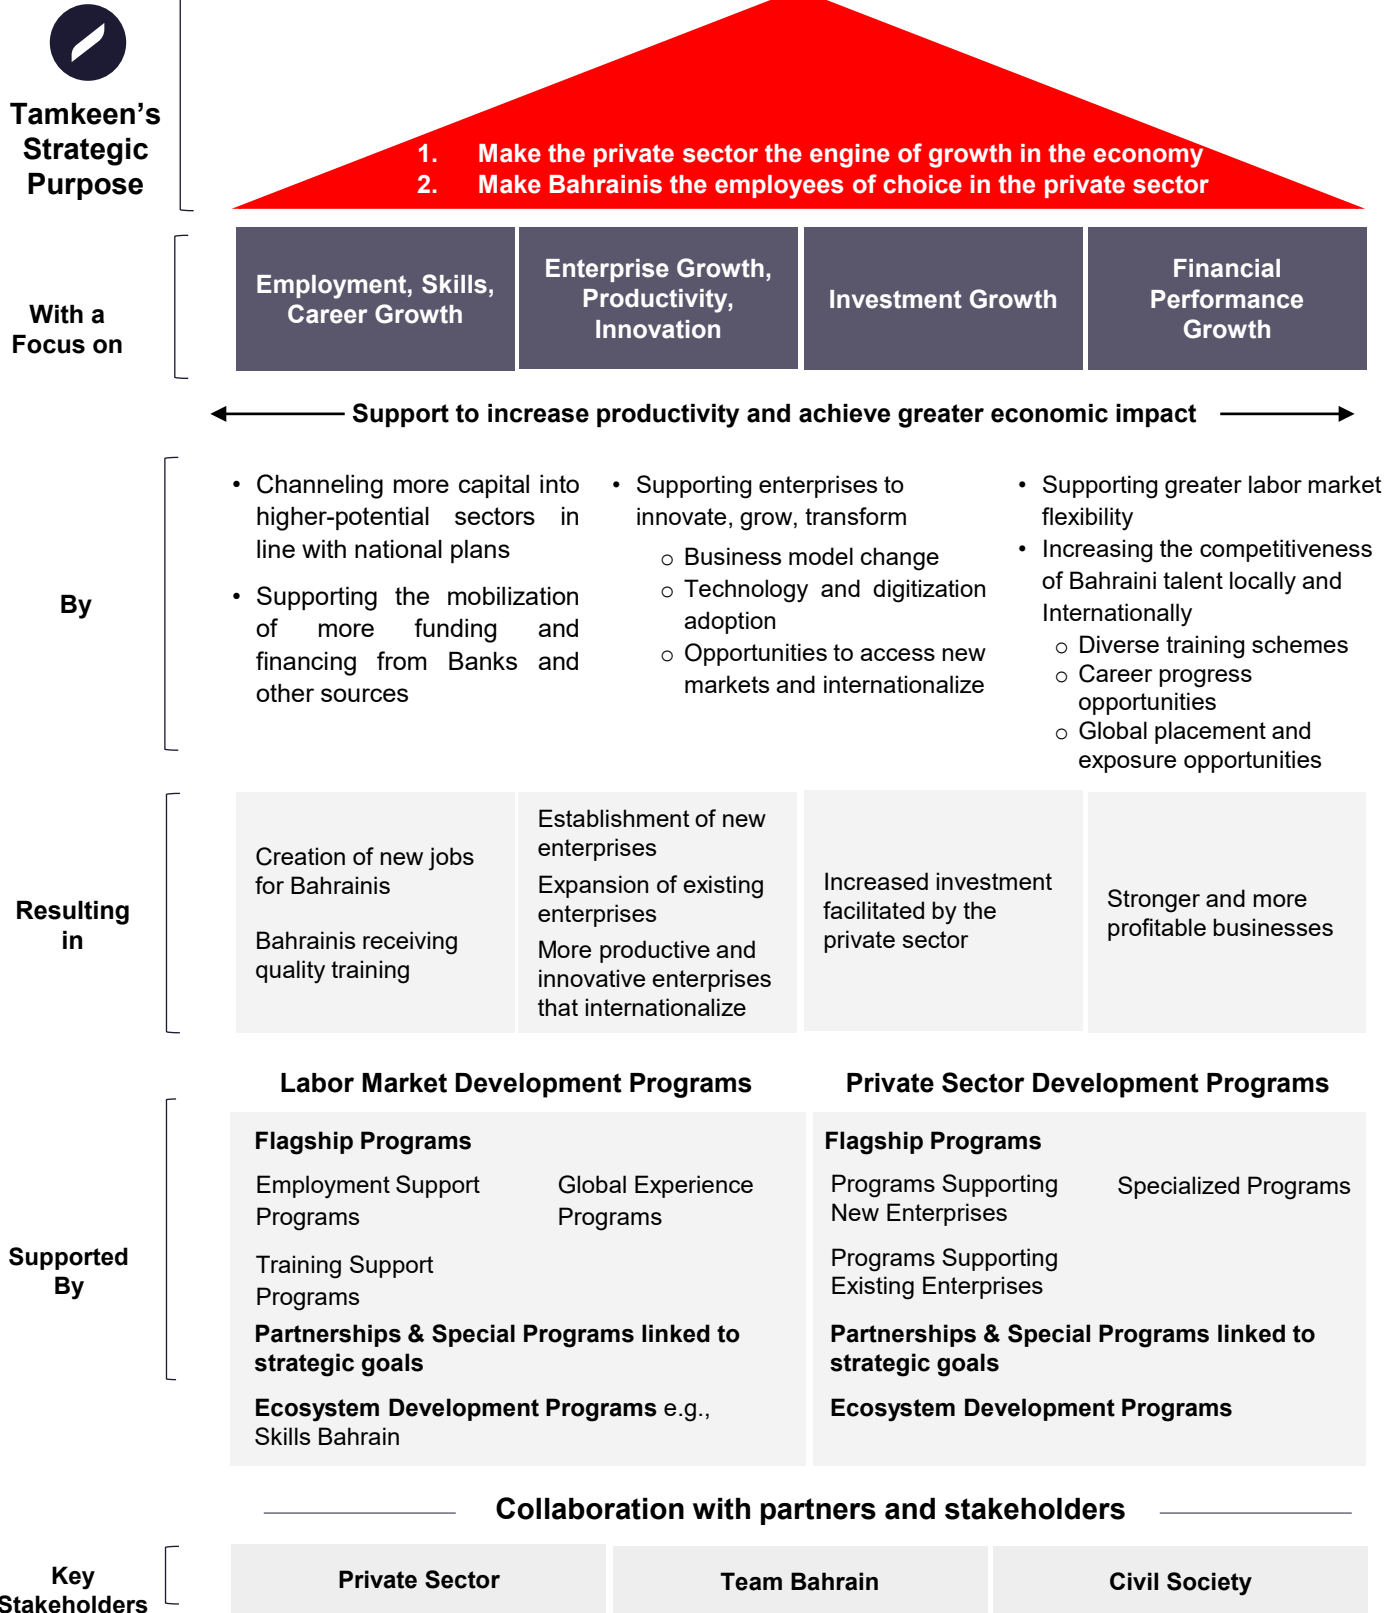 Tamkeen’s
Strategic
Purpose
1. Make the private sector the engine of growth in the economy
2. Make Bahrainis the employees of choice in the private sector
With a
Focus on
Employment, Skills,
Career Growth
Enterprise Growth,
Productivity,
Innovation
Investment Growth
Financial
Performance
Growth
Support to increase productivity and achieve greater economic impact
By
• Channeling more capital into
higher-potential sectors in
line with national plans
• Supporting the mobilization
of more funding and
financing from Banks and
other sources
• Supporting enterprises to
innovate, grow, transform
o Business model change
o Technology and digitization
adoption
o Opportunities to access new
markets and internationalize
• Supporting greater labor market
flexibility
• Increasing the competitiveness
of Bahraini talent locally and
Internationally
o Diverse training schemes
o Career progress
opportunities
o Global placement and
exposure opportunities
Resulting
in
Creation of new jobs
for Bahrainis
Bahrainis receiving
quality training
Establishment of new
enterprises
Expansion of existing
enterprises
More productive and
innovative enterprises
that internationalize
Increased investment
facilitated by the
private sector
Stronger and more
profitable businesses
Supported
By
Labor Market Development Programs
Flagship Programs
Employment Support
Programs
Global Experience
Programs
Training Support
Programs
Partnerships & Special Programs linked to
strategic goals
Ecosystem Development Programs e.g.,
Skills Bahrain
Private Sector Development Programs
Flagship Programs
Programs Supporting
New Enterprises
Specialized Programs
Programs Supporting
Existing Enterprises
Partnerships & Special Programs linked to
strategic goals
Ecosystem Development Programs
Collaboration with partners and stakeholders
Key
Stakeholders
Private Sector
Team Bahrain
Civil Society